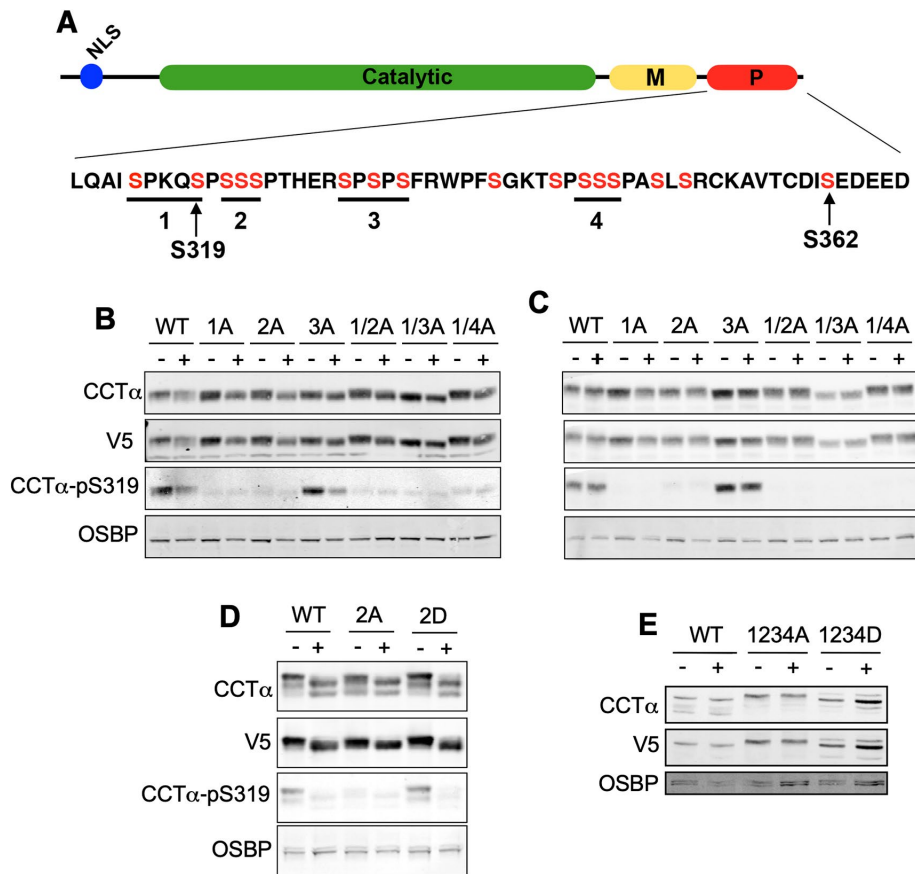 A
NLS
Catalytic M P
LQAISPKQSPSSSPTHERSPSPSFRWPFSGKTSPSSSPASLSRCKAVTCDISEDEED
1 2 3 4
S319 S362
B
WT 1A 2A 3A 1/2A 1/3A 1/4A
- + - + - + - + - + - + - +
CCTα
V5
CCTα-pS319
OSBP
C
WT 1A 2A 3A 1/2A 1/3A 1/4A
- + - + - + - + - + - + - +
D
WT 2A 2D
- + - + - +
CCTα
V5
CCTα-pS319
OSBP
E
WT 1234A 1234D
- + - + - +
CCTα
V5
OSBP